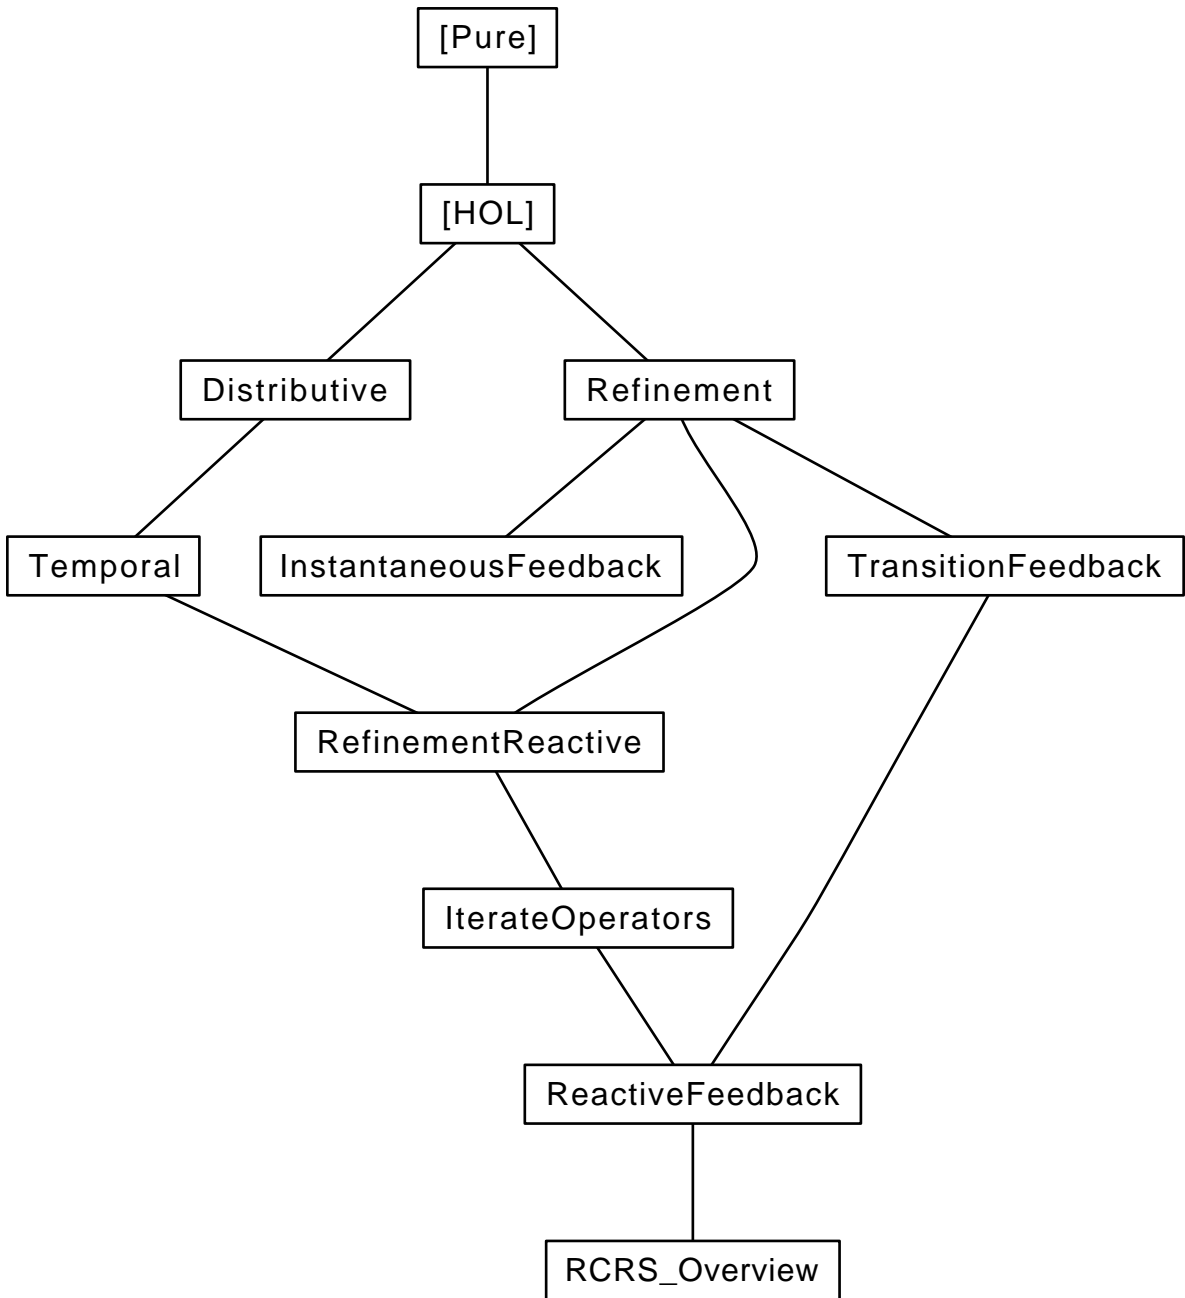 [Pure]
[HOL]
Distributive
Refinement
Temporal
InstantaneousFeedback
TransitionFeedback
RefinementReactive
IterateOperators
ReactiveFeedback
RCRS_Overview